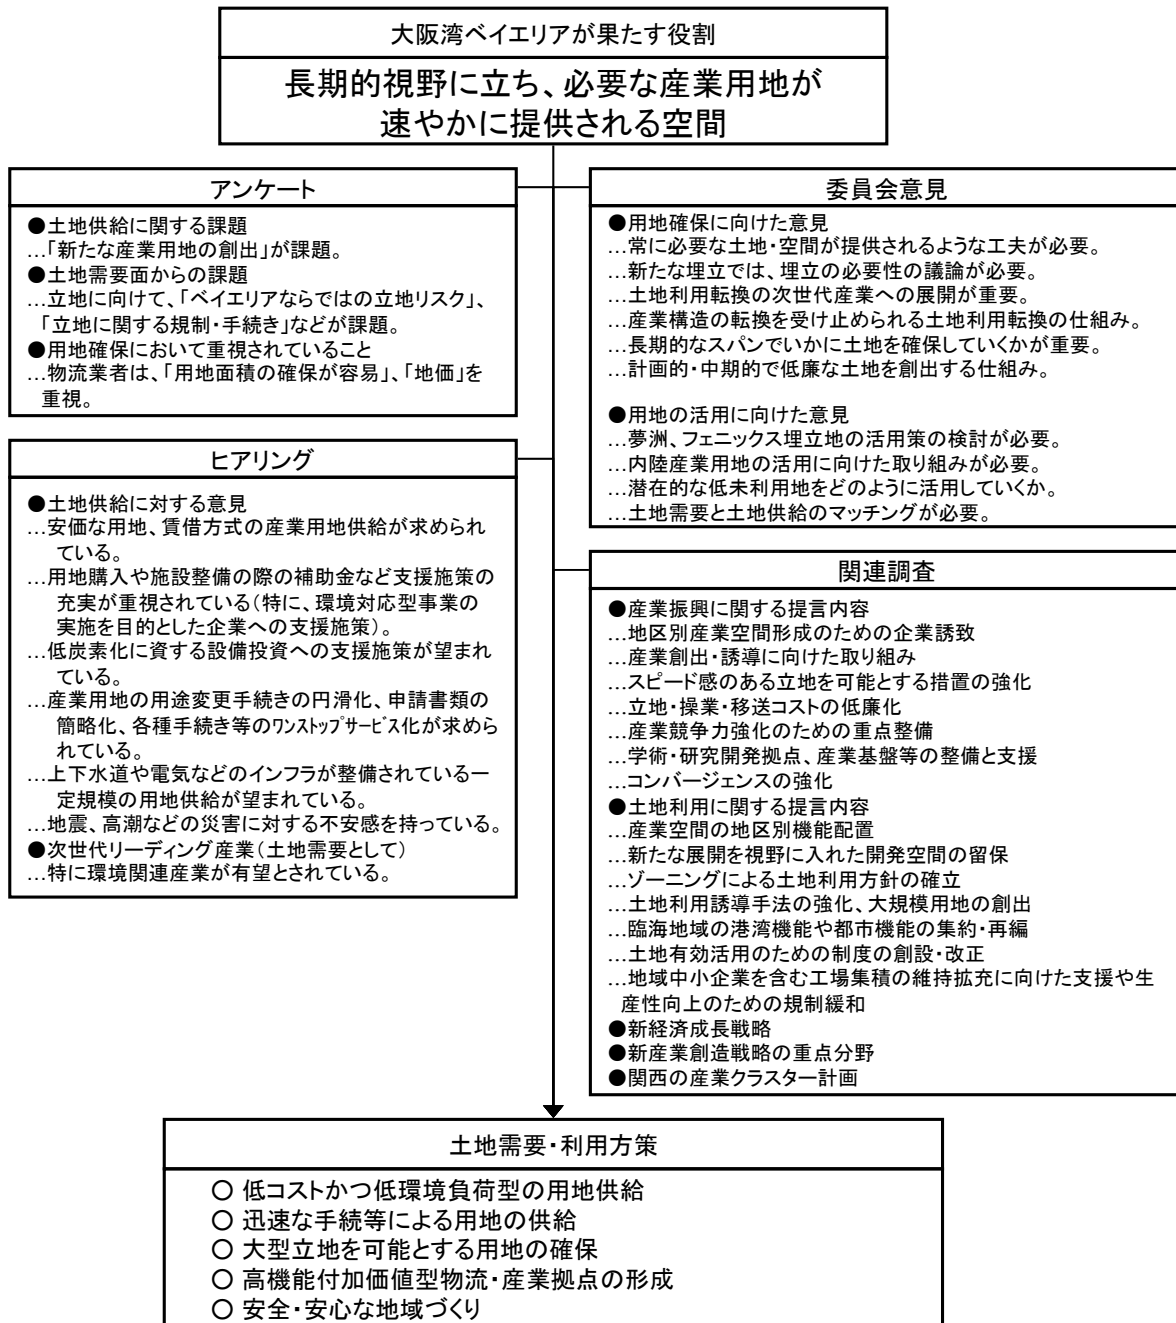 大阪湾ベイエリアが果たす役割
長期的視野に立ち、必要な産業用地が
速やかに提供される空間
アンケート
●土地供給に関する課題
…「新たな産業用地の創出」が課題。
●土地需要面からの課題
…立地に向けて、「ベイエリアならではの立地リスク」、
「立地に関する規制・手続き」などが課題。
●用地確保において重視されていること
…物流業者は、「用地面積の確保が容易」、「地価」を
重視。
ヒアリング
●土地供給に対する意見
…安価な用地、賃借方式の産業用地供給が求められ
ている。
…用地購入や施設整備の際の補助金など支援施策の
充実が重視されている(特に、環境対応型事業の
実施を目的とした企業への支援施策)。
…低炭素化に資する設備投資への支援施策が望まれ
ている。
…産業用地の用途変更手続きの円滑化、申請書類の
簡略化、各種手続き等のワンストップサービス化が求めら
れている。
…上下水道や電気などのインフラが整備されている一
定規模の用地供給が望まれている。
…地震、高潮などの災害に対する不安感を持っている。
●次世代リーディング産業(土地需要として)
…特に環境関連産業が有望とされている。
委員会意見
●用地確保に向けた意見
…常に必要な土地・空間が提供されるような工夫が必要。
…新たな埋立では、埋立の必要性の議論が必要。
…土地利用転換の次世代産業への展開が重要。
…産業構造の転換を受け止められる土地利用転換の仕組み。
…長期的なスパンでいかに土地を確保していくかが重要。
…計画的・中期的で低廉な土地を創出する仕組み。
●用地の活用に向けた意見
…夢洲、フェニックス埋立地の活用策の検討が必要。
…内陸産業用地の活用に向けた取り組みが必要。
…潜在的な低未利用地をどのように活用していくか。
…土地需要と土地供給のマッチングが必要。
関連調査
●産業振興に関する提言内容
…地区別産業空間形成のための企業誘致
…産業創出・誘導に向けた取り組み
…スピード感のある立地を可能とする措置の強化
…立地・操業・移送コストの低廉化
…産業競争力強化のための重点整備
…学術・研究開発拠点、産業基盤等の整備と支援
…コンバージェンスの強化
●土地利用に関する提言内容
…産業空間の地区別機能配置
…新たな展開を視野に入れた開発空間の留保
…ゾーニングによる土地利用方針の確立
…土地利用誘導手法の強化、大規模用地の創出
…臨海地域の港湾機能や都市機能の集約・再編
…土地有効活用のための制度の創設・改正
…地域中小企業を含む工場集積の維持拡充に向けた支援や生
産性向上のための規制緩和
●新経済成長戦略
●新産業創造戦略の重点分野
●関西の産業クラスター計画
土地需要・利用方策
○ 低コストかつ低環境負荷型の用地供給
○ 迅速な手続等による用地の供給
○ 大型立地を可能とする用地の確保
○ 高機能付加価値型物流・産業拠点の形成
○ 安全・安心な地域づくり